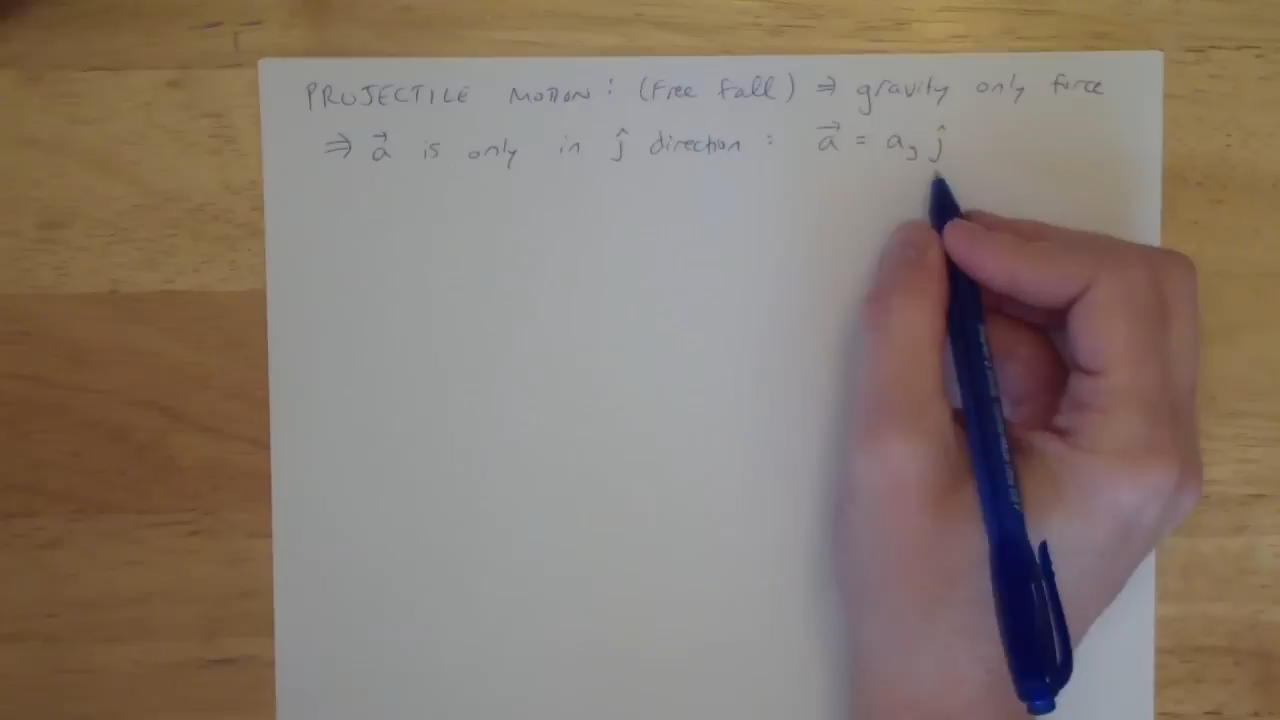 PROJECTILE MOTION: (Free Fall) ⇒ gravity only force
⇒ a⃗ is only in ĵ direction : a⃗ = a_y ĵ